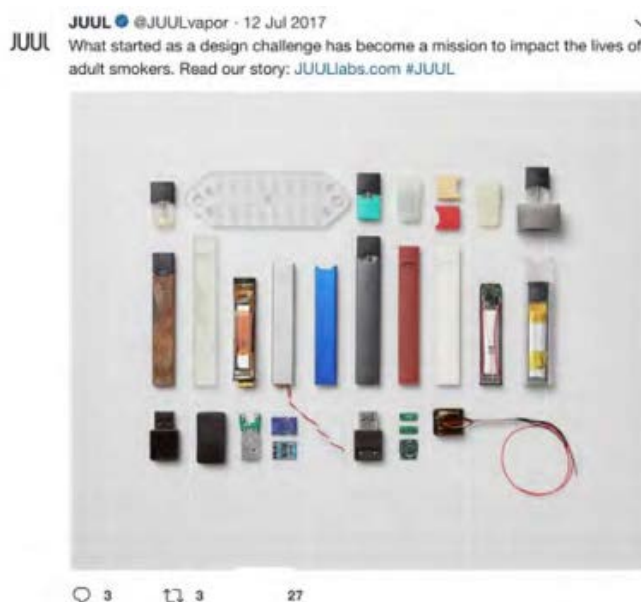 JUUL @JUULvapor · 12 Jul 2017
JUUL
What started as a design challenge has become a mission to impact the lives of
adult smokers. Read our story: JUULlabs.com #JUUL
3 3 27